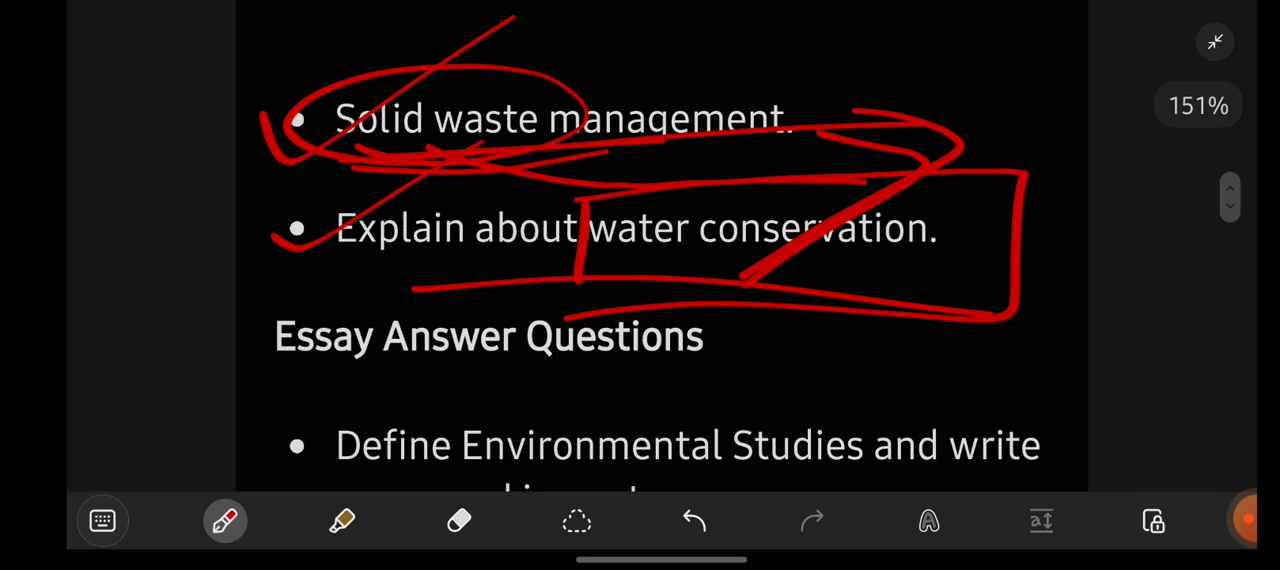 151%
• Solid waste management.
• Explain about water conservation.
Essay Answer Questions
• Define Environmental Studies and write